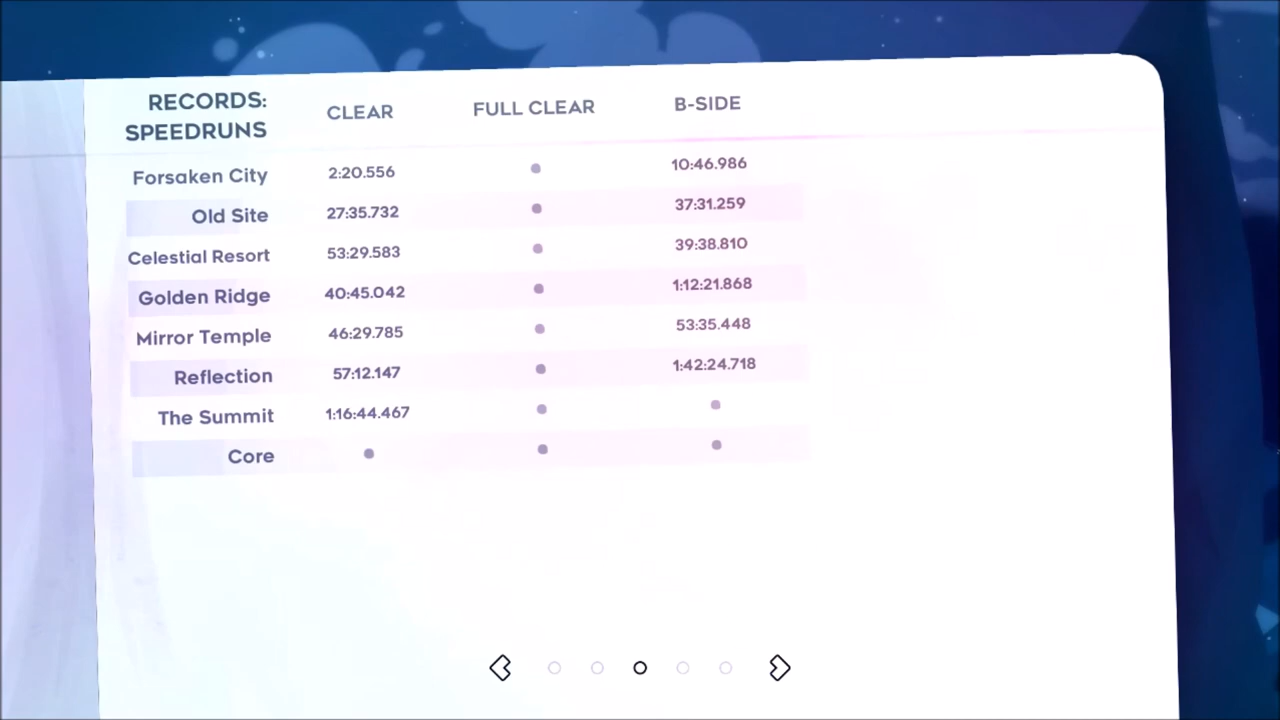 RECORDS:
SPEEDRUNS
CLEAR FULL CLEAR B-SIDE
Forsaken City 2:20.556 10:46.986
Old Site 27:35.732 37:31.259
Celestial Resort 53:29.583 39:38.810
Golden Ridge 40:45.042 1:12:21.868
Mirror Temple 46:29.785 53:35.448
Reflection 57:12.147 1:42:24.718
The Summit 1:16:44.467
Core